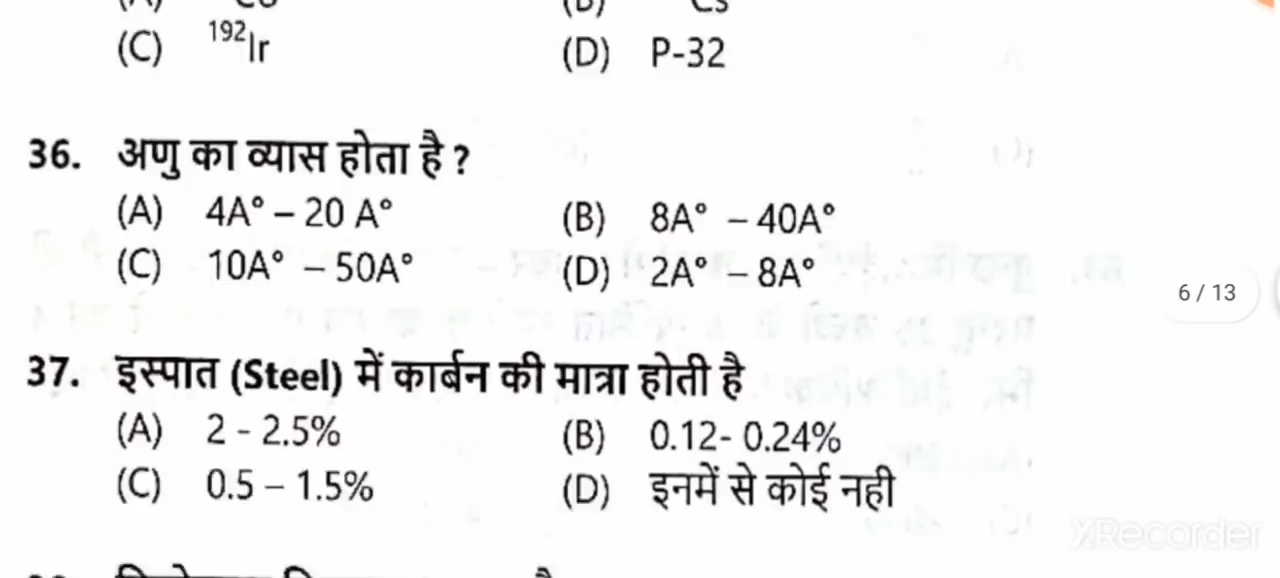 (C) ¹⁹²Ir (D) P-32
36. अणु का व्यास होता है ?
(A) 4A° – 20 A° (B) 8A° – 40A°
(C) 10A° – 50A° (D) 2A° – 8A°
6 / 13
37. इस्पात (Steel) में कार्बन की मात्रा होती है
(A) 2 - 2.5% (B) 0.12- 0.24%
(C) 0.5 – 1.5% (D) इनमें से कोई नही
XRecorder